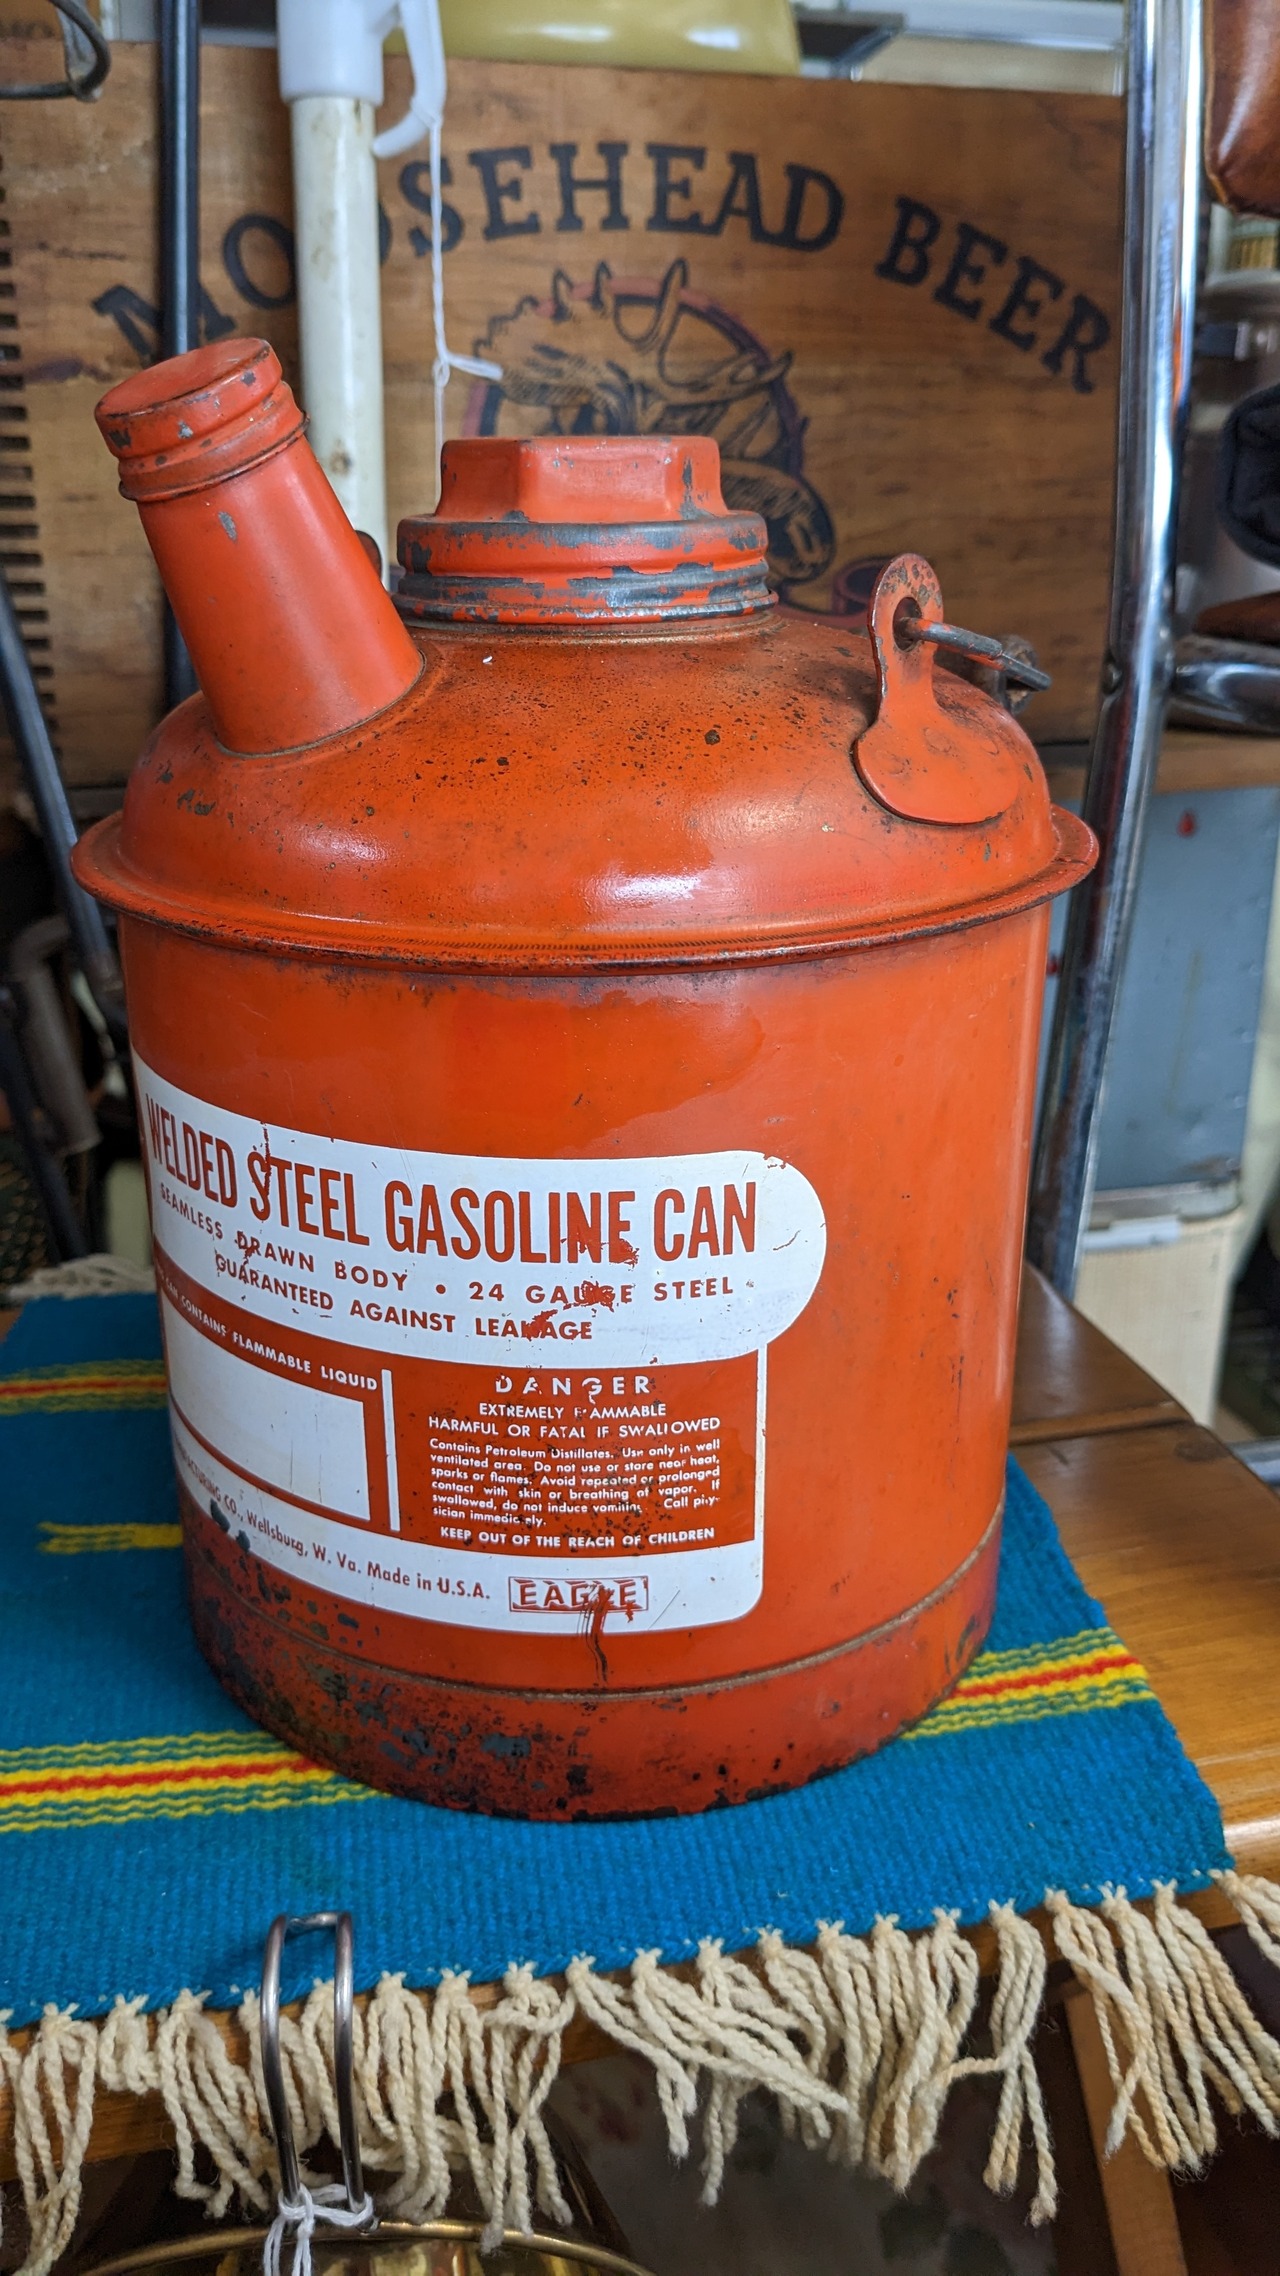 MOOSEHEAD BEER
WELDED STEEL GASOLINE CAN
SEAMLESS DRAWN BODY • 24 GAUGE STEEL
GUARANTEED AGAINST LEAKAGE
CAN CONTAINS FLAMMABLE LIQUID
DANGER
EXTREMELY FLAMMABLE
HARMFUL OR FATAL IF SWALLOWED
Contains Petroleum Distillates. Use only in well
ventilated area. Do not use or store near heat,
sparks or flames. Avoid repeated or prolonged
contact with skin or breathing of vapor. If
swallowed, do not induce vomiting. Call phy-
sician immediately.
KEEP OUT OF THE REACH OF CHILDREN
CO., Wellsburg, W. Va. Made in U.S.A. EAGLE